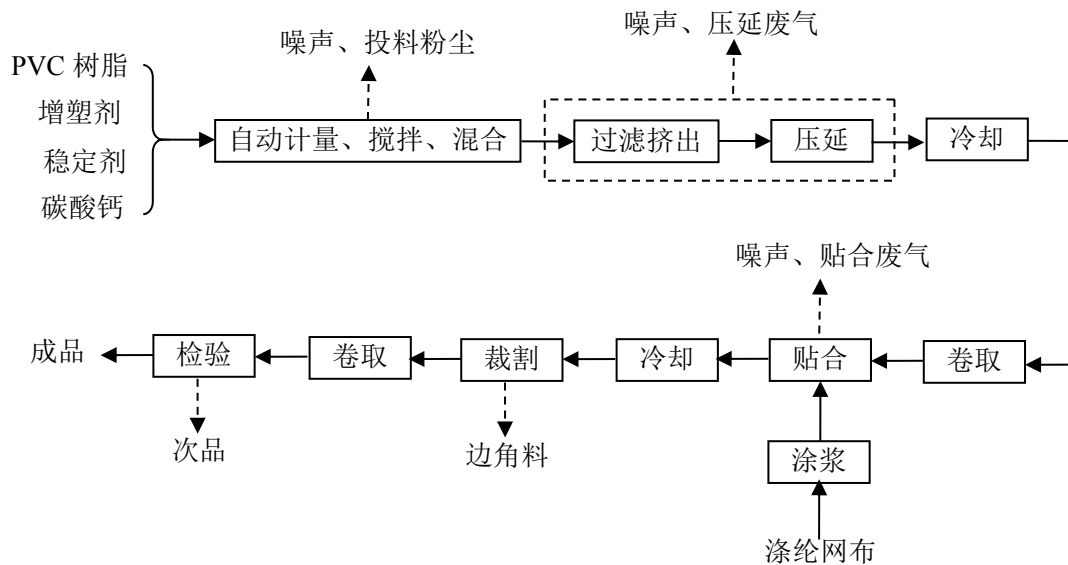 噪声、投料粉尘
噪声、压延废气
PVC 树脂
增塑剂
稳定剂
碳酸钙
自动计量、搅拌、混合
过滤挤出
压延
冷却
噪声、贴合废气
成品
检验
卷取
裁割
冷却
贴合
卷取
次品
边角料
涂浆
涤纶网布